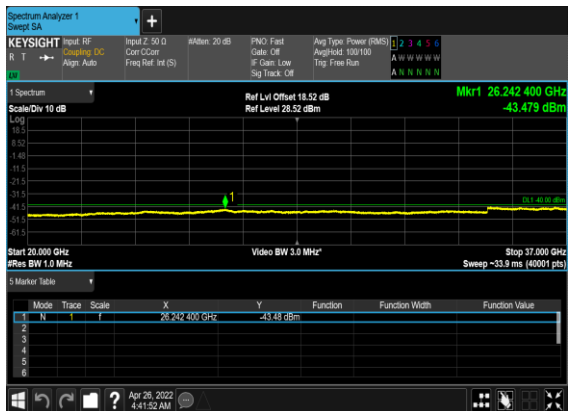 Spectrum Analyzer 1
Swept SA
KEYSIGHT Input: RF Input Z: 50 Ω #Atten: 20 dB PNO: Fast Avg Type: Power (RMS) 1 2 3 4 5 6
R T Coupling: DC Corr CCorr Gate: Off Avg|Hold: 100/100 A W W W W W
Align: Auto Freq Ref: Int (S) IF Gain: Low Trig: Free Run
Sig Track: Off A N N N N N
LXI
1 Spectrum Ref Lvl Offset 18.52 dB Mkr1 26.242 400 GHz
Scale/Div 10 dB Ref Level 28.52 dBm -43.479 dBm
Log
18.5
8.52
-1.48
-11.5
-21.5
-31.5
1
DL1 -40.00 dBm
-41.5
-51.5
-61.5
Start 20.000 GHz Video BW 3.0 MHz* Stop 37.000 GHz
#Res BW 1.0 MHz Sweep ~33.9 ms (40001 pts)
5 Marker Table
Mode Trace Scale X Y Function Function Width Function Value
1 N 1 f 26.242 400 GHz -43.48 dBm
2
3
4
5
6
? Apr 26, 2022
4:41:52 AM